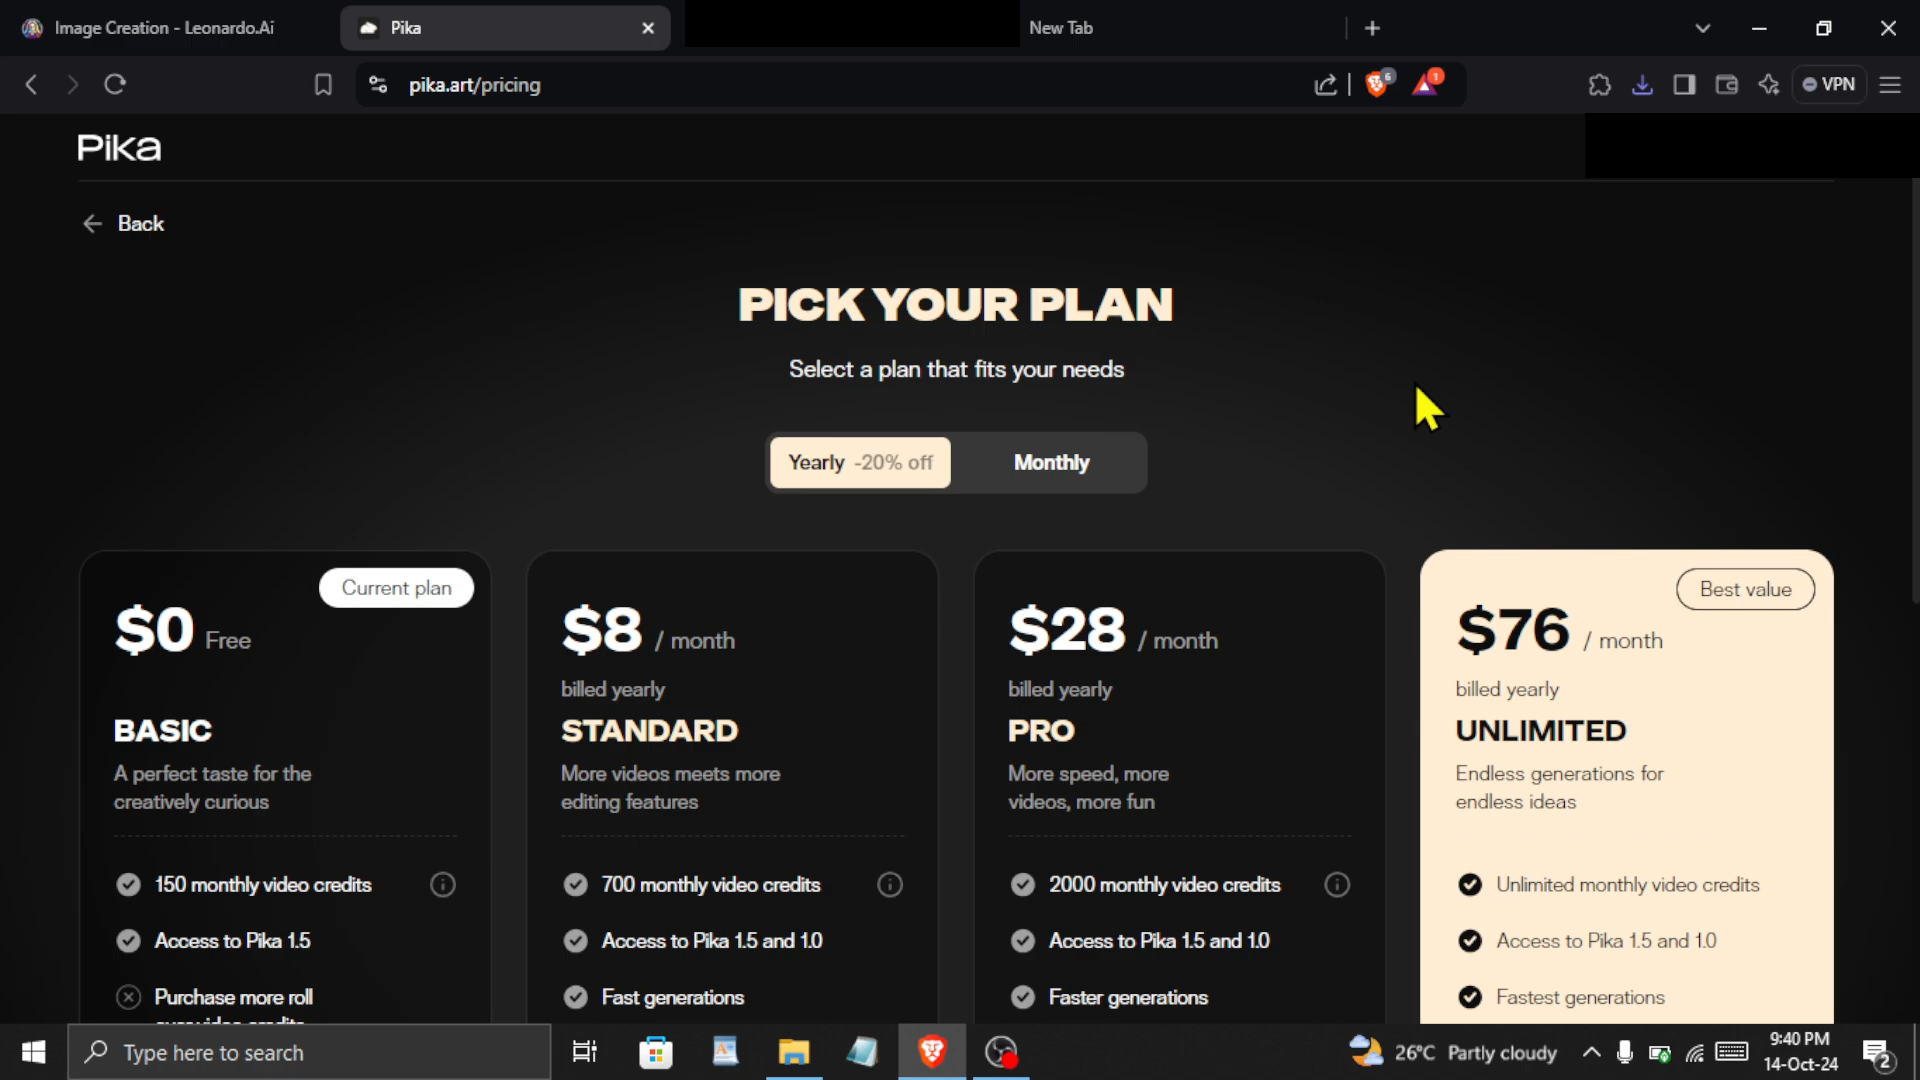 Image Creation - Leonardo.Ai
Pika
New Tab
pika.art/pricing
6
1
VPN
Pika
Back
PICK YOUR PLAN
Select a plan that fits your needs
Yearly -20% off
Monthly
Current plan
$0 Free
BASIC
A perfect taste for the
creatively curious
150 monthly video credits
Access to Pika 1.5
Purchase more roll
over video credits
$8 / month
billed yearly
STANDARD
More videos meets more
editing features
700 monthly video credits
Access to Pika 1.5 and 1.0
Fast generations
$28 / month
billed yearly
PRO
More speed, more
videos, more fun
2000 monthly video credits
Access to Pika 1.5 and 1.0
Faster generations
Best value
$76 / month
billed yearly
UNLIMITED
Endless generations for
endless ideas
Unlimited monthly video credits
Access to Pika 1.5 and 1.0
Fastest generations
Type here to search
26°C Partly cloudy
9:40 PM
14-Oct-24
2